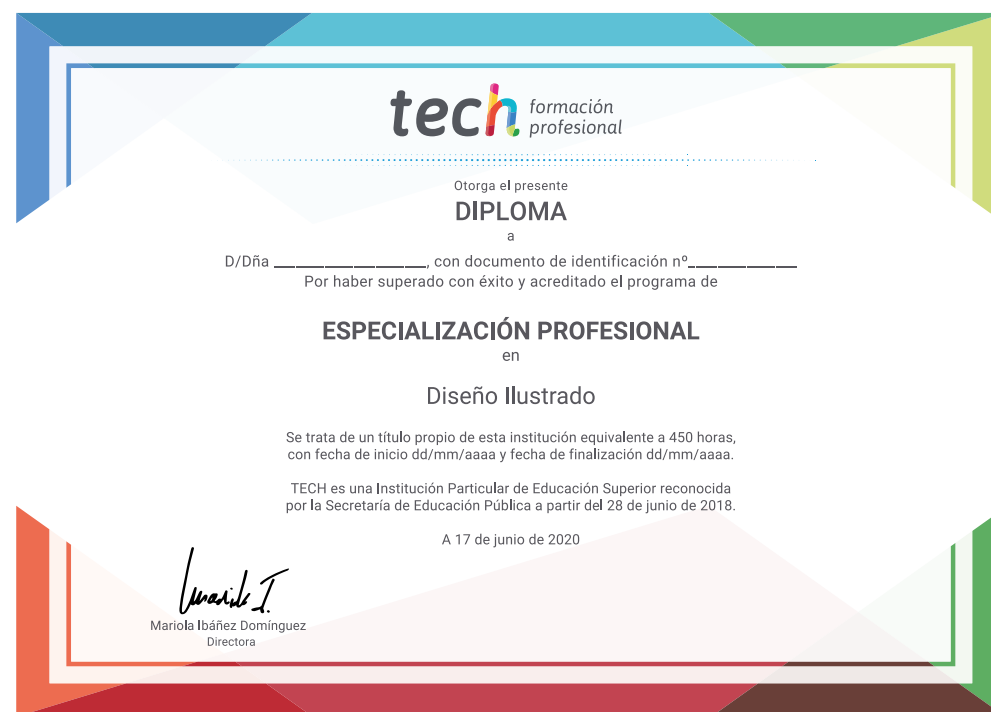 tech formación
profesional
Otorga el presente
DIPLOMA
a
D/Dña ______________, con documento de identificación nº__________
Por haber superado con éxito y acreditado el programa de
ESPECIALIZACIÓN PROFESIONAL
en
Diseño Ilustrado
Se trata de un título propio de esta institución equivalente a 450 horas,
con fecha de inicio dd/mm/aaaa y fecha de finalización dd/mm/aaaa.
TECH es una Institución Particular de Educación Superior reconocida
por la Secretaría de Educación Pública a partir del 28 de junio de 2018.
A 17 de junio de 2020
Mariola Ibáñez Domínguez
Directora